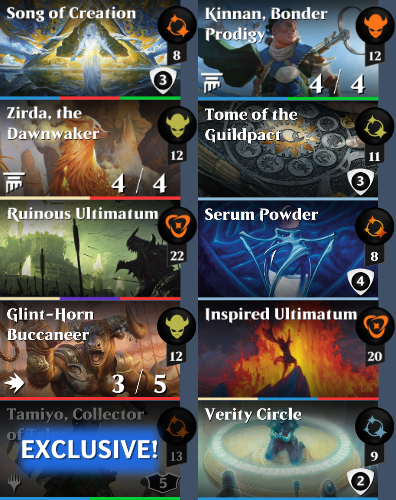 Song of Creation
8
3
Kinnan, Bonder
Prodigy
12
4 / 4
Zirda, the
Dawnwaker
12
4 / 4
Tome of the
Guildpact
11
3
Ruinous Ultimatum
22
Serum Powder
8
4
Glint-Horn
Buccaneer
12
3 / 5
Inspired Ultimatum
20
Tamiyo, Collector
of
13
EXCLUSIVE!
5
Verity Circle
9
2